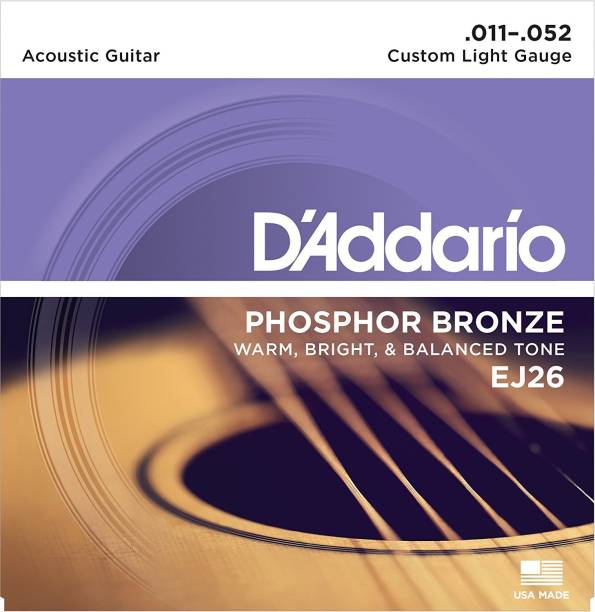 .011–.052
Acoustic Guitar
Custom Light Gauge
D'Addario
PHOSPHOR BRONZE
WARM, BRIGHT, & BALANCED TONE
EJ26
USA MADE